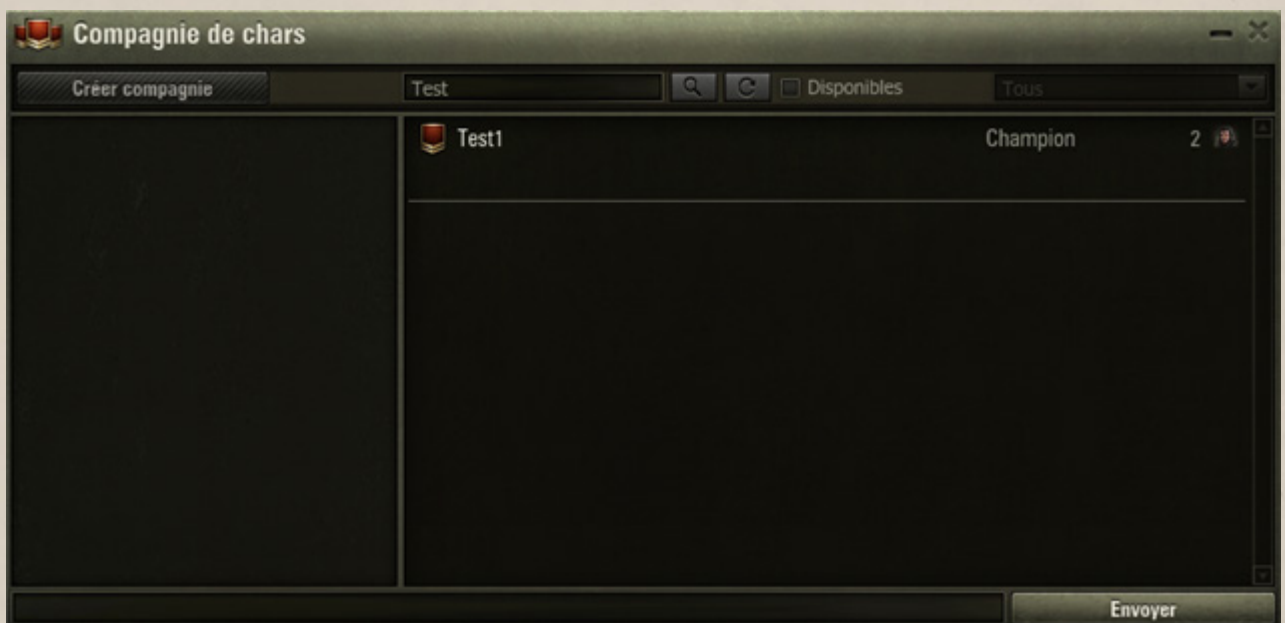 Compagnie de chars
Créer compagnie Test Disponibles Tous
Test1 Champion 2
Envoyer